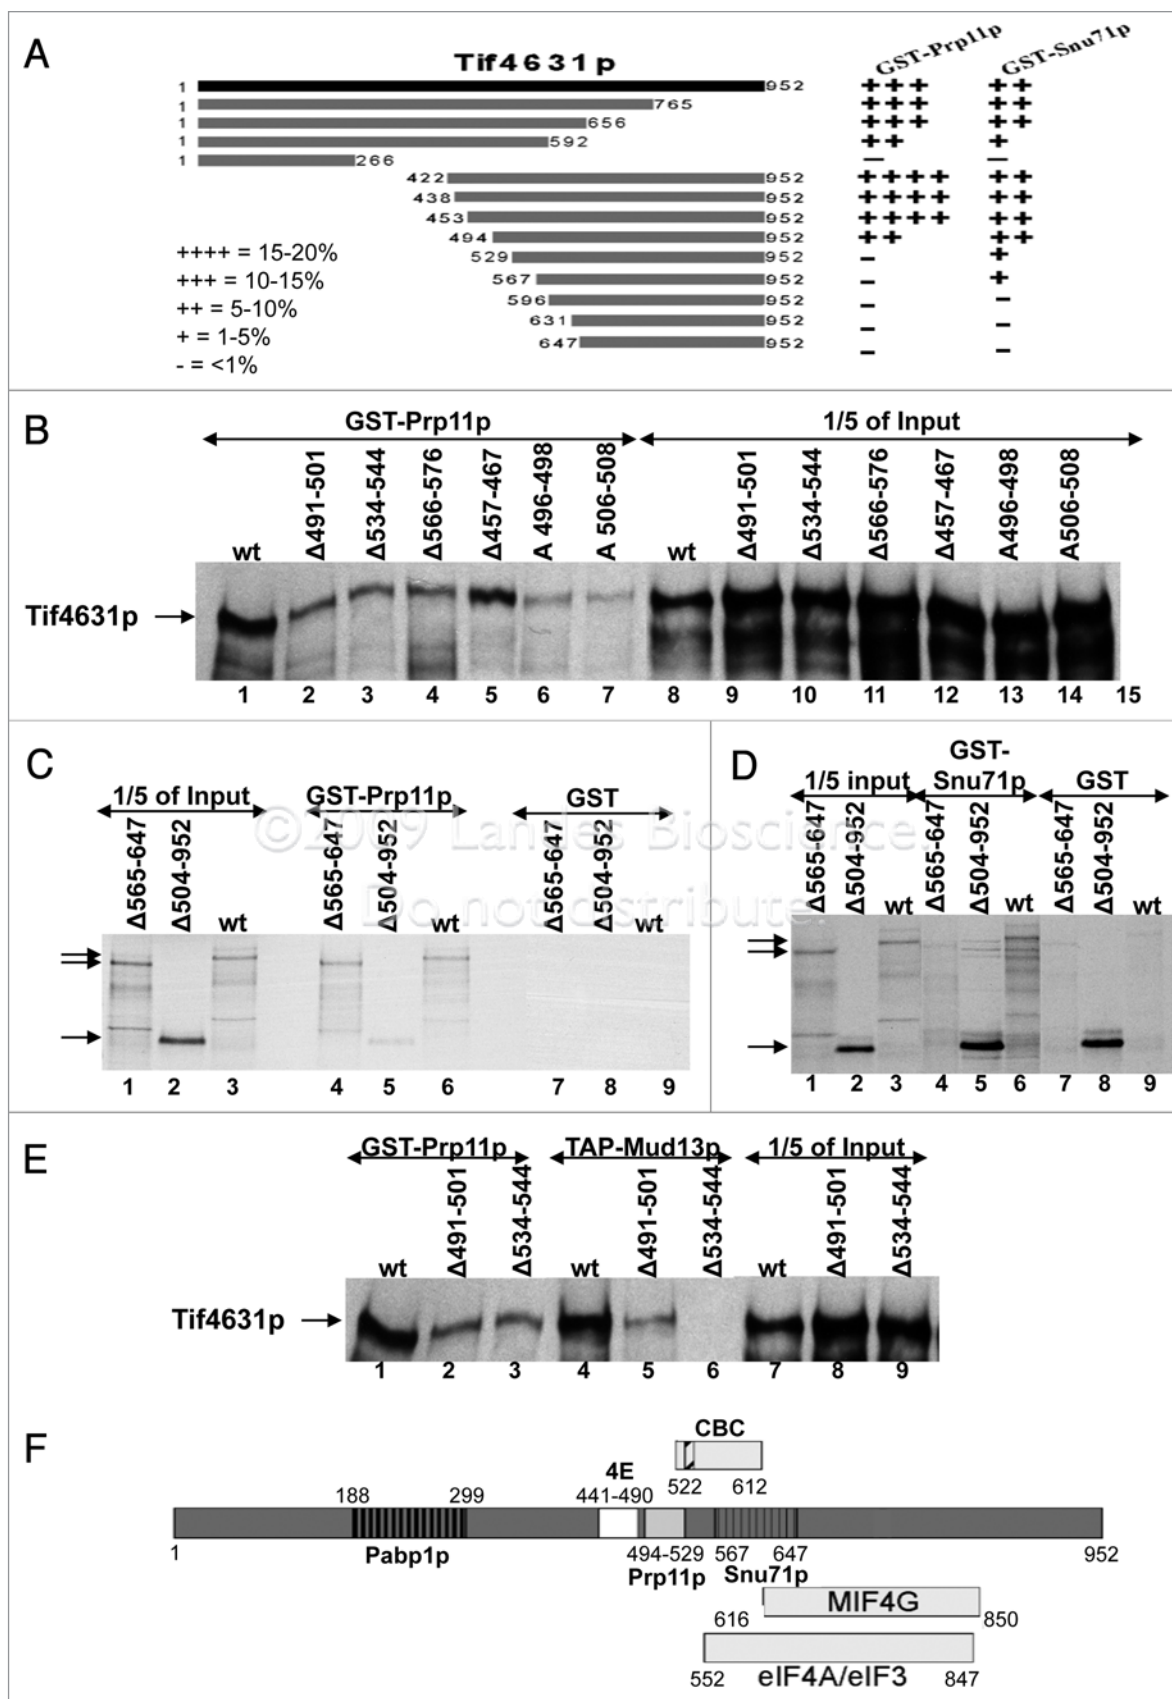 A
Tif4631p
GST-Prp11p
GST-Snu71p
1 952 +++ ++
1 765 +++ ++
1 656 +++ ++
1 592 ++ +
1 266 — —
422 952 ++++ ++
438 952 ++++ ++
453 952 ++++ ++
494 952 ++ ++
529 952 - +
567 952 - +
596 952 - -
631 952 - -
647 952 - -
++++ = 15-20%
+++ = 10-15%
++ = 5-10%
+ = 1-5%
- = <1%
B
GST-Prp11p 1/5 of Input
wt Δ491-501 Δ534-544 Δ566-576 Δ457-467 A 496-498 A 506-508 wt Δ491-501 Δ534-544 Δ566-576 Δ457-467 A496-498 A506-508
Tif4631p
1 2 3 4 5 6 7 8 9 10 11 12 13 14 15
C
1/5 of Input GST-Prp11p GST
Δ565-647 Δ504-952 wt Δ565-647 Δ504-952 wt Δ565-647 Δ504-952 wt
1 2 3 4 5 6 7 8 9
D
1/5 input GST-Snu71p GST
Δ565-647 Δ504-952 wt Δ565-647 Δ504-952 wt Δ565-647 Δ504-952 wt
1 2 3 4 5 6 7 8 9
©2009 Landes Bioscience.
Do not distribute.
E
GST-Prp11p TAP-Mud13p 1/5 of Input
wt Δ491-501 Δ534-544 wt Δ491-501 Δ534-544 wt Δ491-501 Δ534-544
Tif4631p
1 2 3 4 5 6 7 8 9
F
CBC
522 612
4E
188 299 441-490
1 Pabp1p 494-529 567 647 952
Prp11p Snu71p
MIF4G
616 850
552 eIF4A/eIF3 847